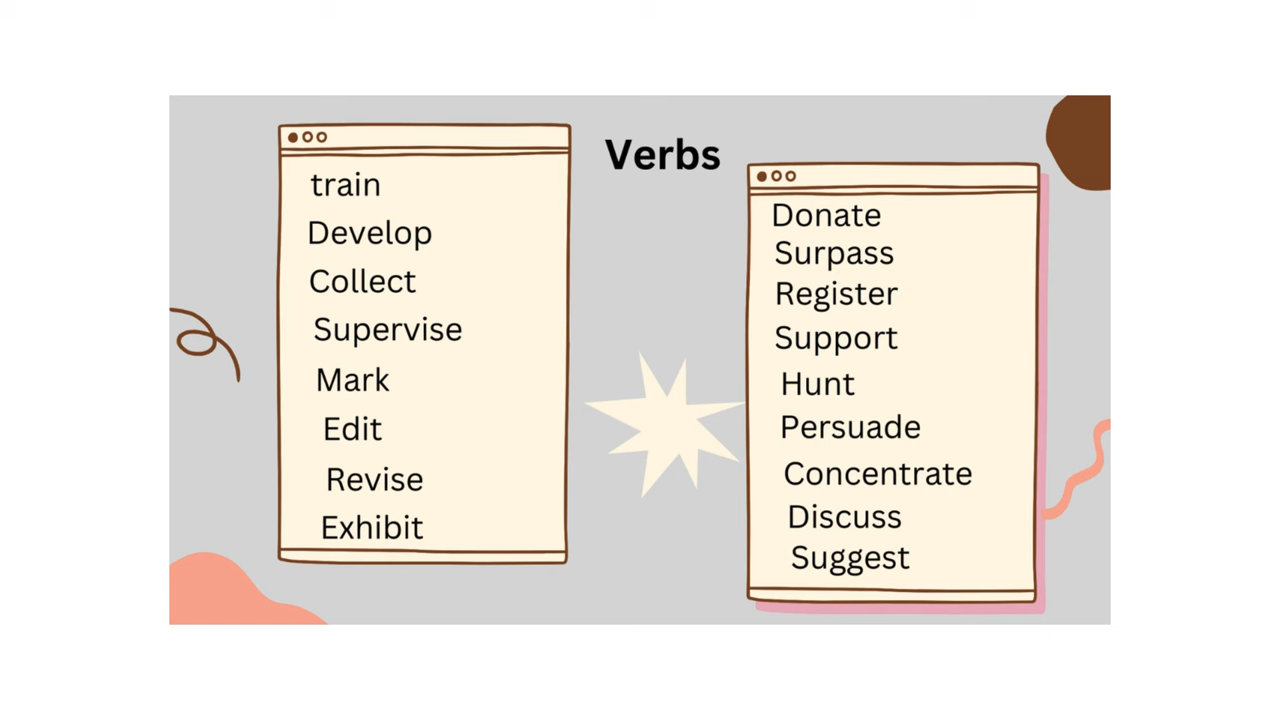 Verbs
train
Develop
Collect
Supervise
Mark
Edit
Revise
Exhibit
Donate
Surpass
Register
Support
Hunt
Persuade
Concentrate
Discuss
Suggest